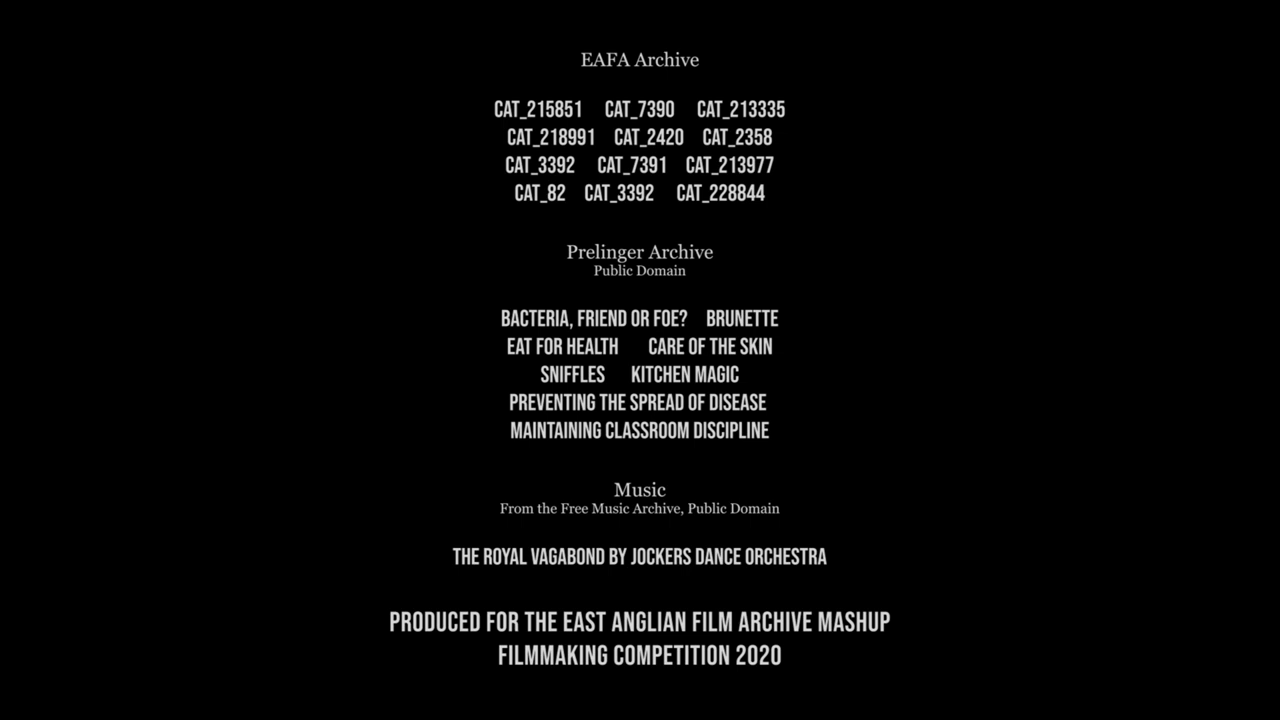 EAFA Archive
CAT_215851 CAT_7390 CAT_213335
CAT_218991 CAT_2420 CAT_2358
CAT_3392 CAT_7391 CAT_213977
CAT_82 CAT_3392 CAT_228844
Prelinger Archive
Public Domain
BACTERIA, FRIEND OR FOE? BRUNETTE
EAT FOR HEALTH CARE OF THE SKIN
SNIFFLES KITCHEN MAGIC
PREVENTING THE SPREAD OF DISEASE
MAINTAINING CLASSROOM DISCIPLINE
Music
From the Free Music Archive, Public Domain
THE ROYAL VAGABOND BY JOCKERS DANCE ORCHESTRA
PRODUCED FOR THE EAST ANGLIAN FILM ARCHIVE MASHUP
FILMMAKING COMPETITION 2020